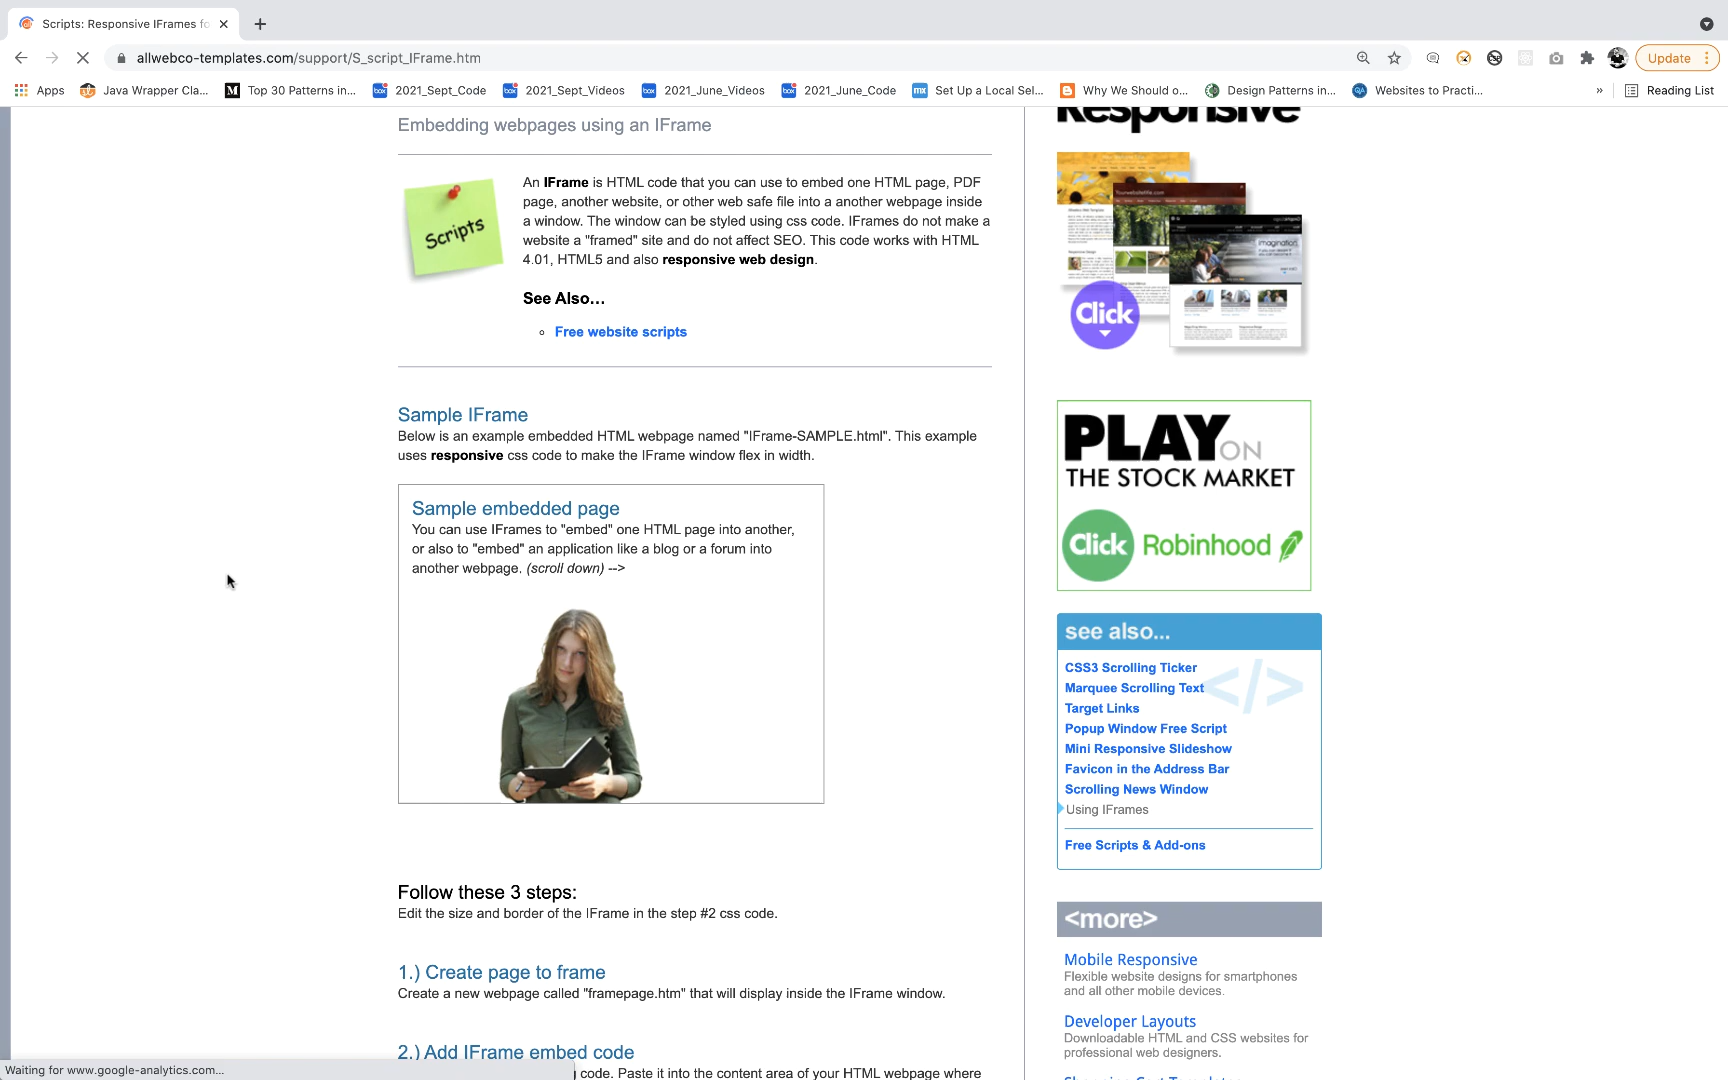 Scripts: Responsive IFrames fo
allwebco-templates.com/support/S_script_IFrame.htm
Update
Apps
Java Wrapper Cla...
Top 30 Patterns in...
2021_Sept_Code
2021_Sept_Videos
2021_June_Videos
2021_June_Code
Set Up a Local Sel...
Why We Should o...
Design Patterns in...
Websites to Practi...
»
Reading List
Embedding webpages using an IFrame
Scripts
An IFrame is HTML code that you can use to embed one HTML page, PDF
page, another website, or other web safe file into a another webpage inside
a window. The window can be styled using css code. IFrames do not make a
website a "framed" site and do not affect SEO. This code works with HTML
4.01, HTML5 and also responsive web design.
See Also...
Free website scripts
Sample IFrame
Below is an example embedded HTML webpage named "IFrame-SAMPLE.html". This example
uses responsive css code to make the IFrame window flex in width.
Sample embedded page
You can use IFrames to "embed" one HTML page into another,
or also to "embed" an application like a blog or a forum into
another webpage. (scroll down) -->
Follow these 3 steps:
Edit the size and border of the IFrame in the step #2 css code.
1.) Create page to frame
Create a new webpage called "framepage.htm" that will display inside the IFrame window.
2.) Add IFrame embed code
code. Paste it into the content area of your HTML webpage where
Waiting for www.google-analytics.com...
Responsive
imagination
Click
PLAY ON
THE STOCK MARKET
Click Robinhood
see also...
</>
CSS3 Scrolling Ticker
Marquee Scrolling Text
Target Links
Popup Window Free Script
Mini Responsive Slideshow
Favicon in the Address Bar
Scrolling News Window
Using IFrames
Free Scripts & Add-ons
<more>
Mobile Responsive
Flexible website designs for smartphones
and all other mobile devices.
Developer Layouts
Downloadable HTML and CSS websites for
professional web designers.